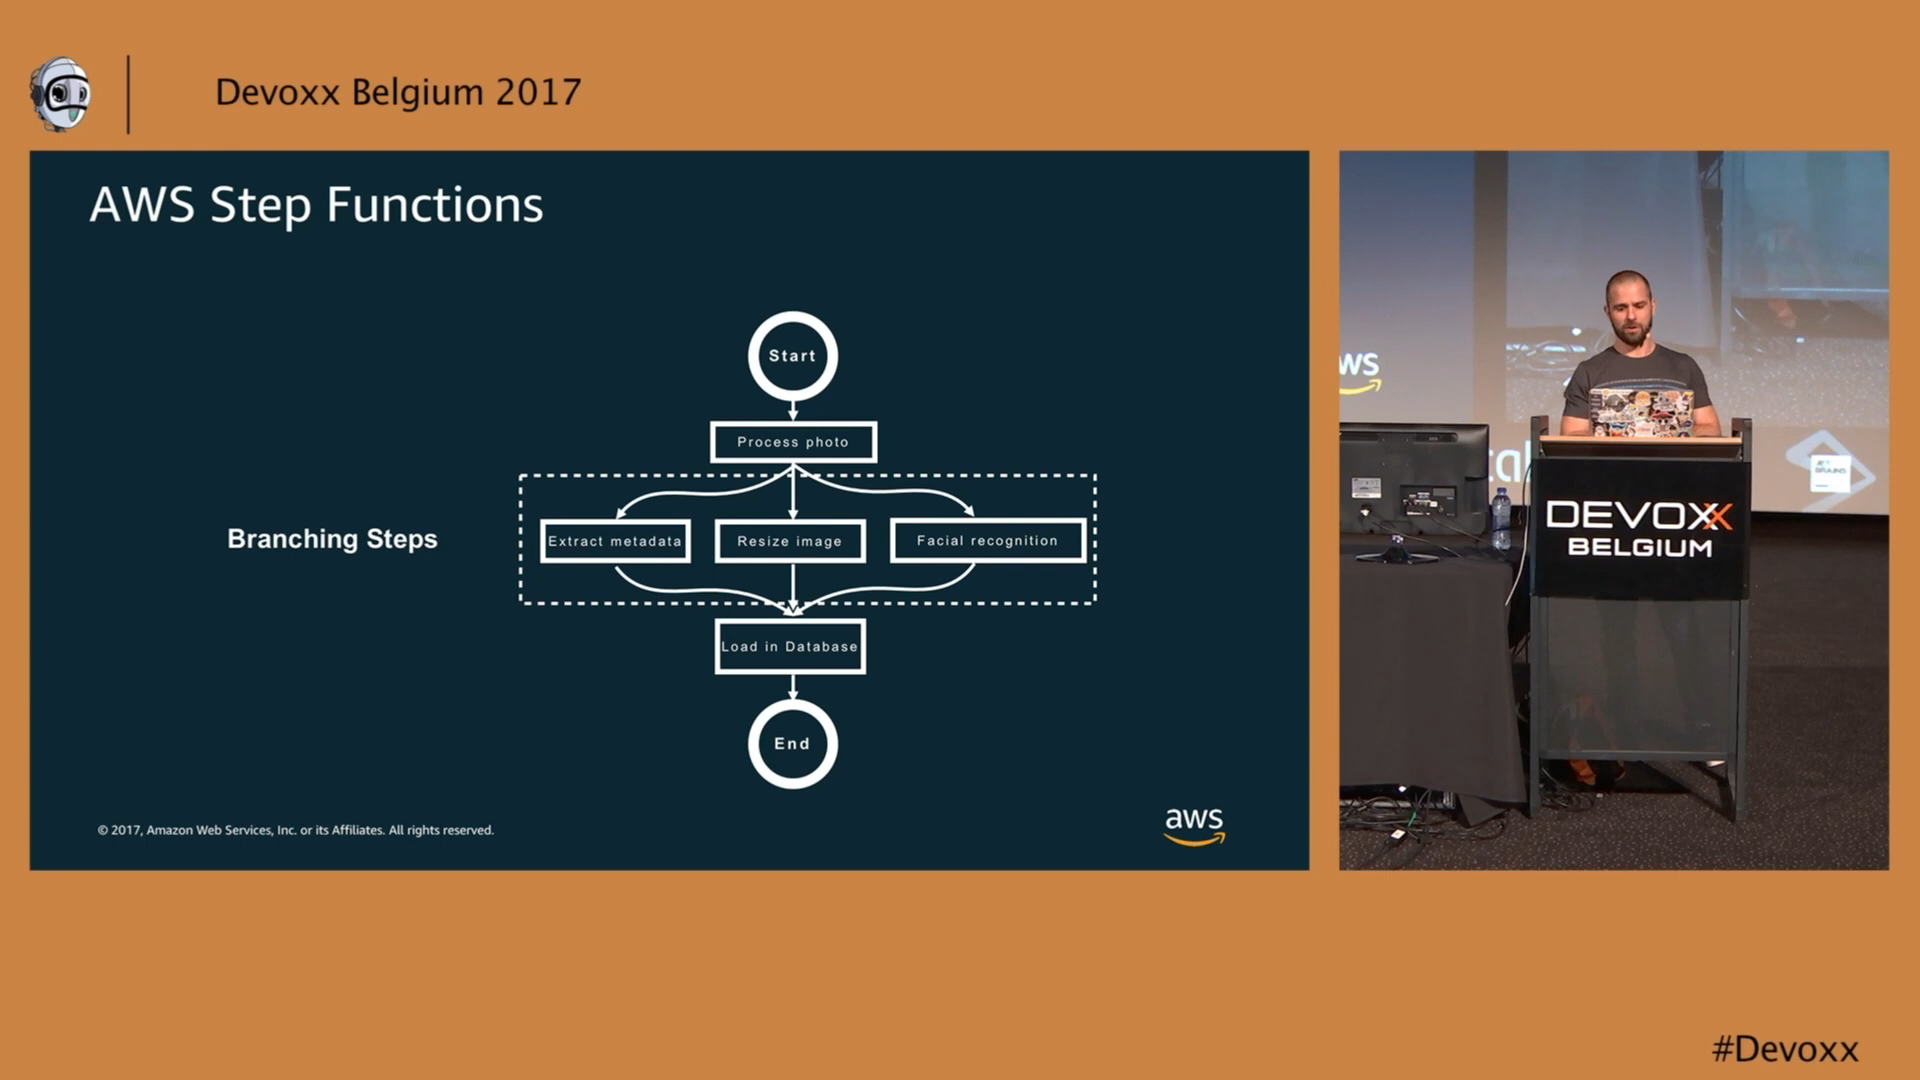 Devoxx Belgium 2017
AWS Step Functions
Start
Process photo
Branching Steps
Extract metadata
Resize image
Facial recognition
Load in Database
End
© 2017, Amazon Web Services, Inc. or its Affiliates. All rights reserved.
aws
ws
DEVOXX
BELGIUM
#Devoxx